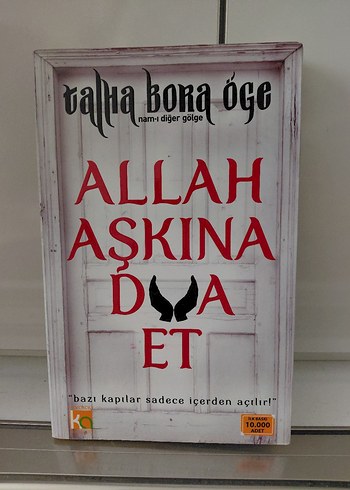 talha bora öge
nam-ı diğer gölge
ALLAH
AŞKINA
DUA
ET
"bazı kapılar sadece içerden açılır!"
İLK BASKI
10.000
ADET